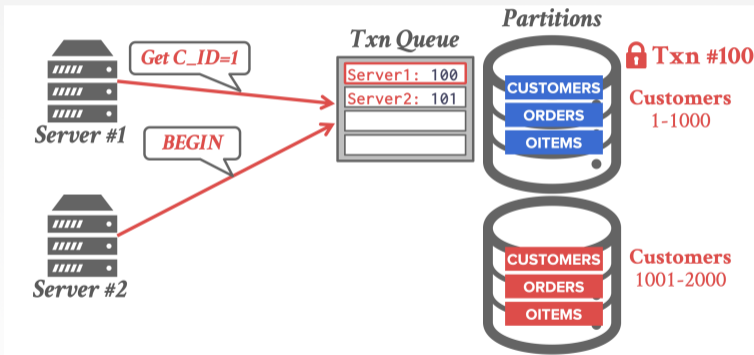 Partitions
Txn Queue
Get C_ID=1
Server1: 100
Server2: 101
Server #1
BEGIN
Server #2
CUSTOMERS
ORDERS
OITEMS
Txn #100
Customers
1-1000
CUSTOMERS
ORDERS
OITEMS
Customers
1001-2000